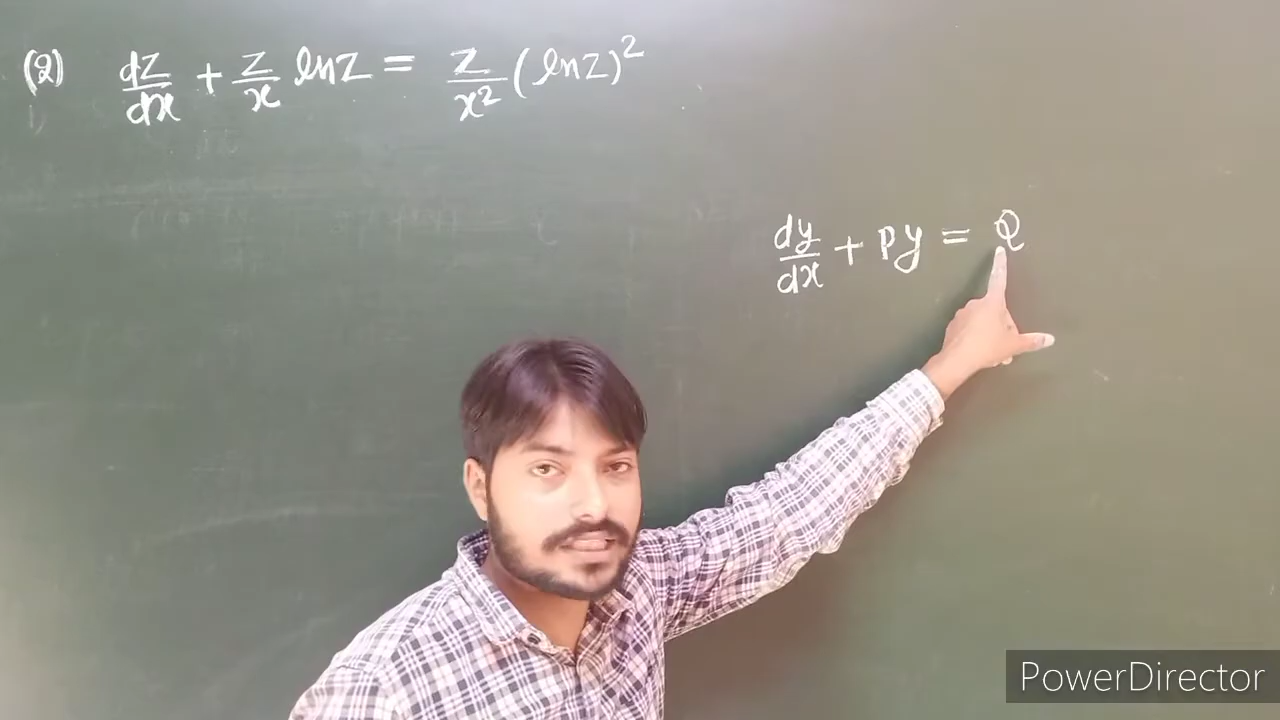 (2) dz/dx + z/x lnz = z/x² (lnz)²
dy/dx + Py = Q
PowerDirector